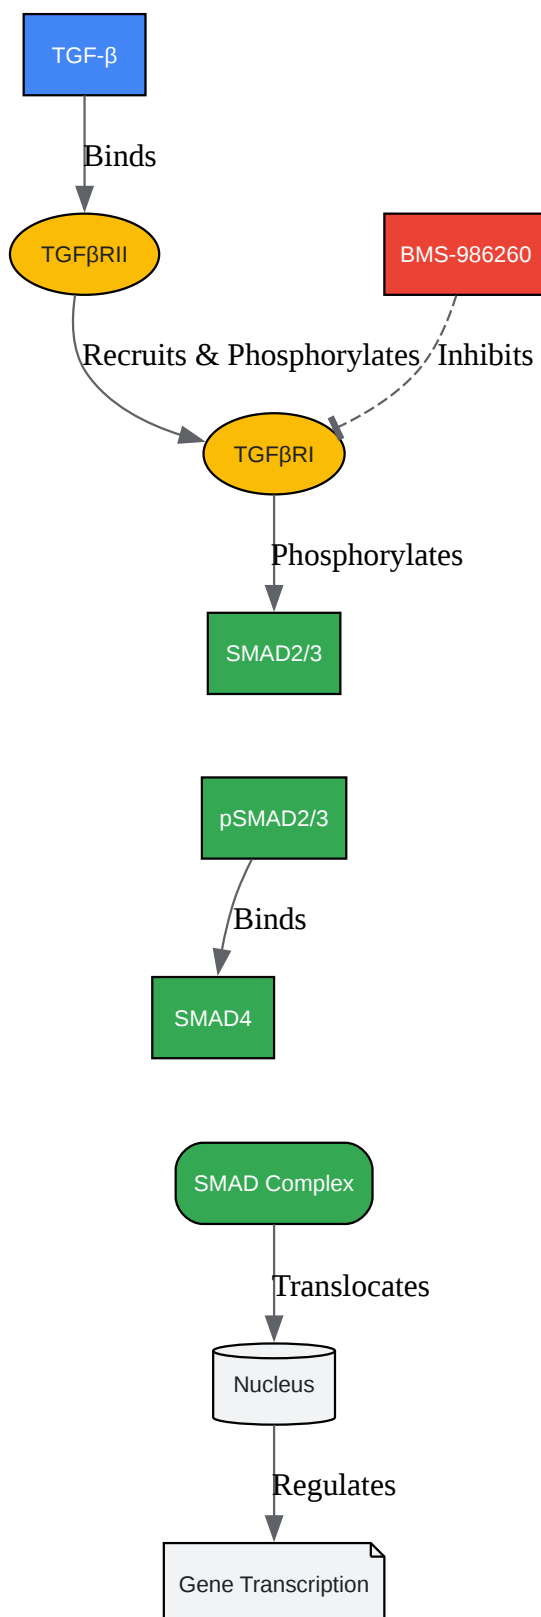 TGF-β
Binds
TGFβRII
BMS-986260
Recruits & Phosphorylates
Inhibits
TGFβRI
Phosphorylates
SMAD2/3
pSMAD2/3
Binds
SMAD4
SMAD Complex
Translocates
Nucleus
Regulates
Gene Transcription